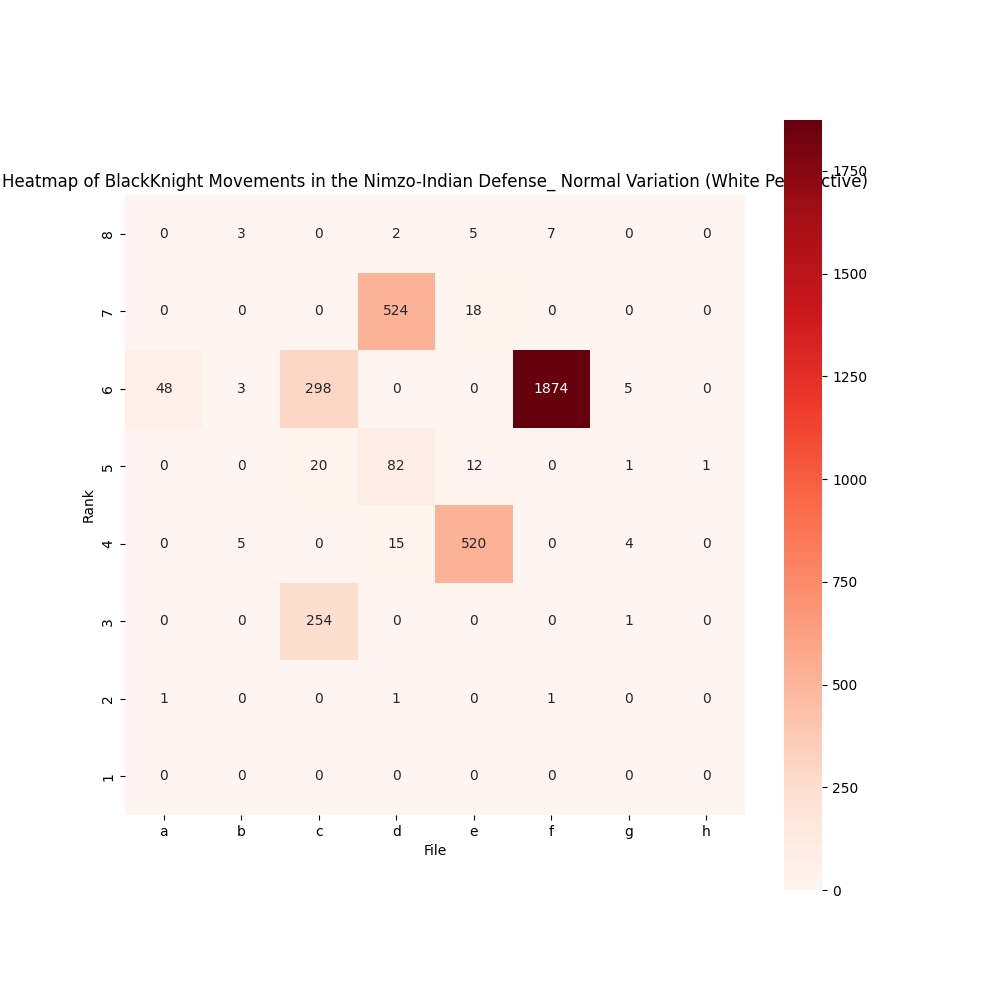 Heatmap of BlackKnight Movements in the Nimzo-Indian Defense_ Normal Variation (White Pe ctive)
1750
1500
1250
1000
750
500
250
0
8 0 3 0 2 5 7 0 0
7 0 0 0 524 18 0 0 0
6 48 3 298 0 0 1874 5 0
5 0 0 20 82 12 0 1 1
4 0 5 0 15 520 0 4 0
3 0 0 254 0 0 0 1 0
2 1 0 0 1 0 1 0 0
1 0 0 0 0 0 0 0 0
Rank
a b c d e f g h
File